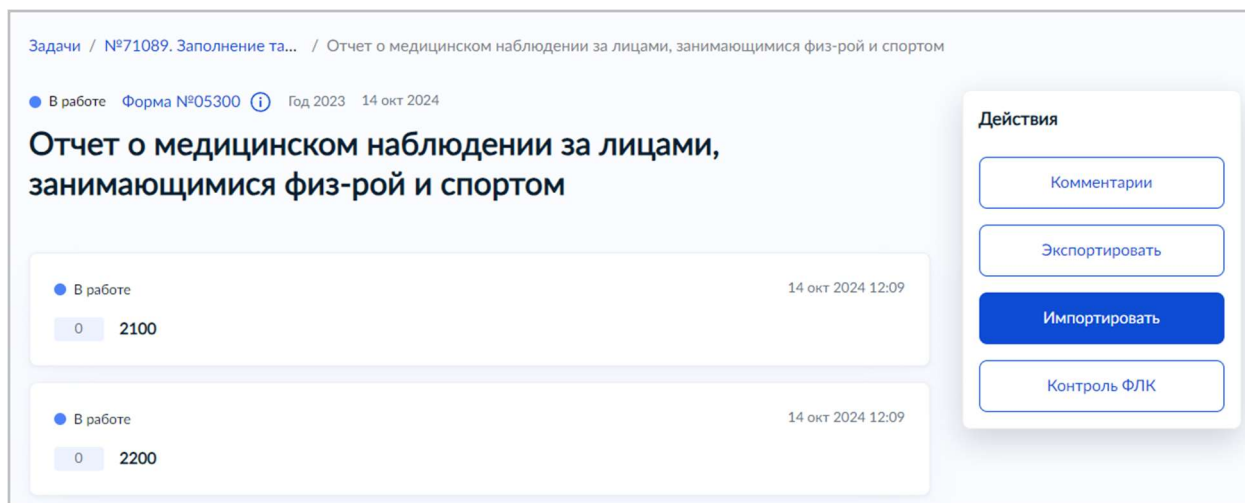 Задачи / №71089. Заполнение та... / Отчет о медицинском наблюдении за лицами, занимающимися физ-рой и спортом
В работе Форма №05300 Год 2023 14 окт 2024
Отчет о медицинском наблюдении за лицами,
занимающимися физ-рой и спортом
В работе 14 окт 2024 12:09
0 2100
В работе 14 окт 2024 12:09
0 2200
Действия
Комментарии
Экспортировать
Импортировать
Контроль ФЛК